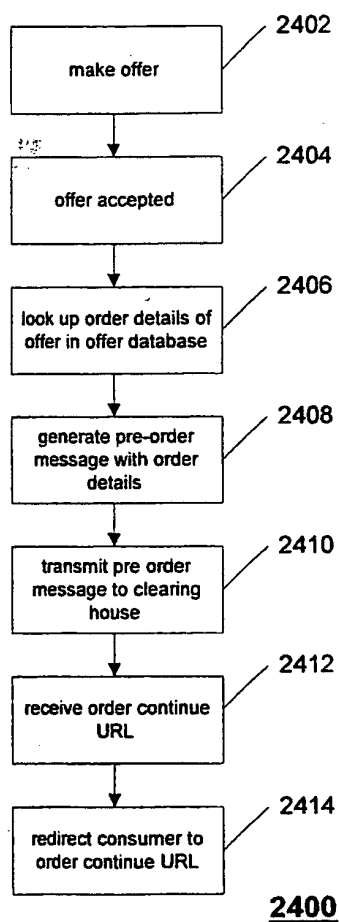 2402
make offer
2404
offer accepted
2406
look up order details of
offer in offer database
2408
generate pre-order
message with order
details
2410
transmit pre order
message to clearing
house
2412
receive order continue
URL
2414
redirect consumer to
order continue URL
2400